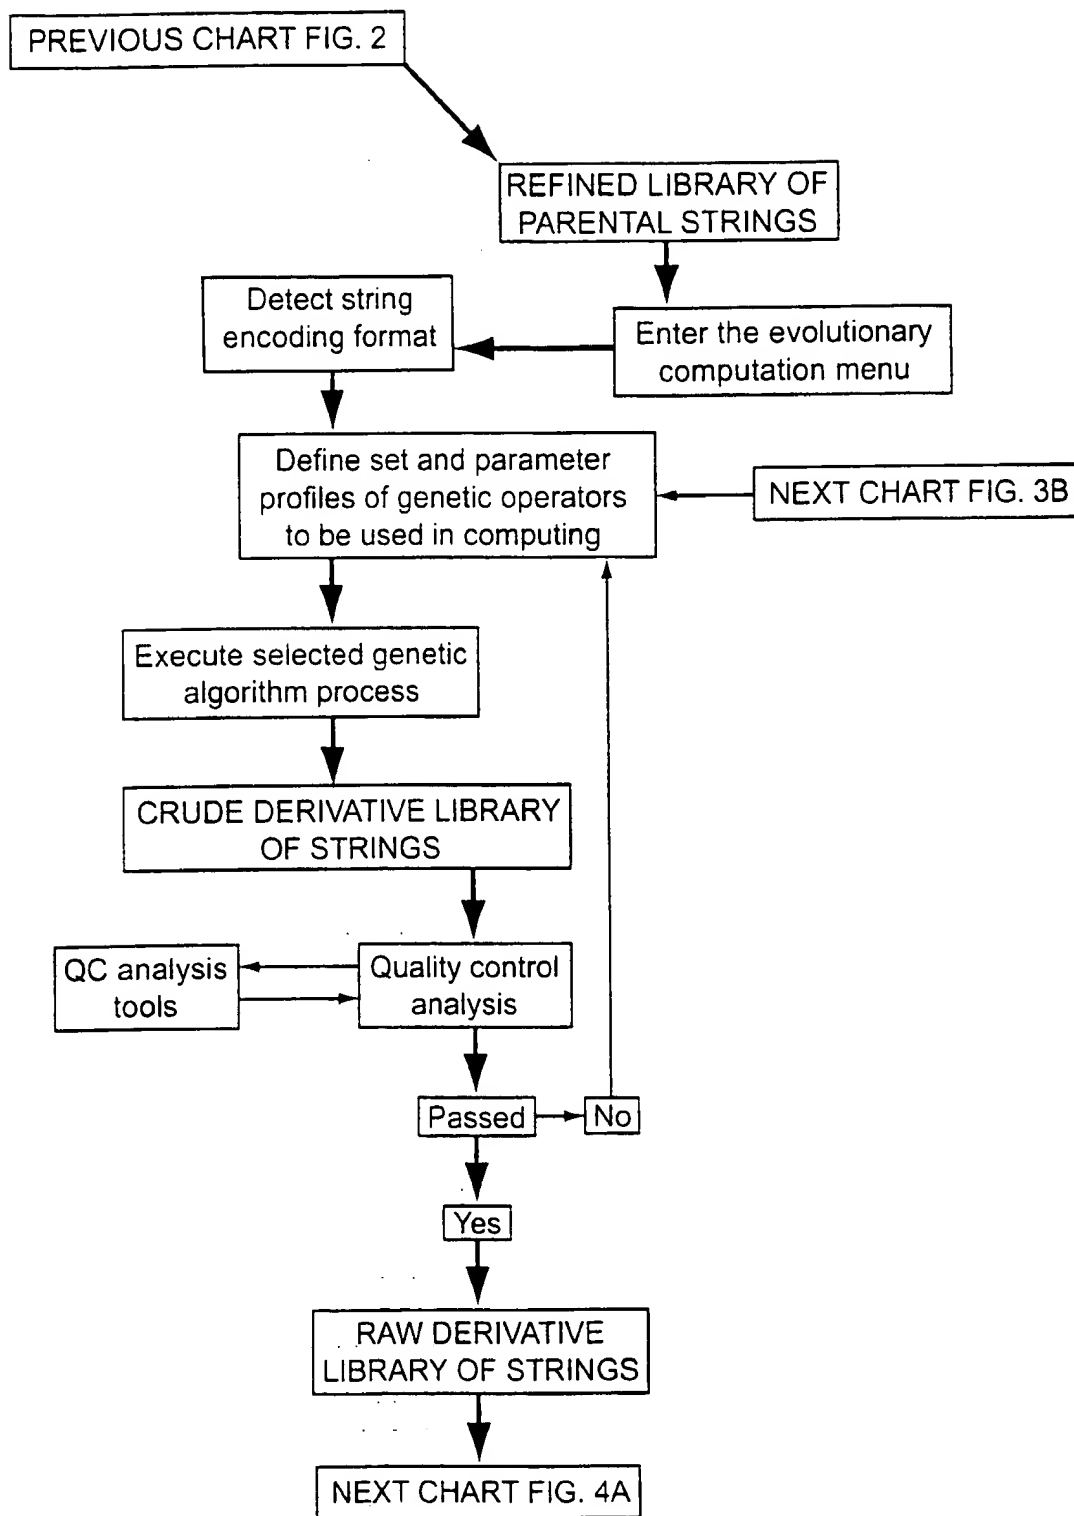 PREVIOUS CHART FIG. 2
REFINED LIBRARY OF
PARENTAL STRINGS
Detect string
encoding format
Enter the evolutionary
computation menu
Define set and parameter
profiles of genetic operators
to be used in computing
NEXT CHART FIG. 3B
Execute selected genetic
algorithm process
CRUDE DERIVATIVE LIBRARY
OF STRINGS
QC analysis
tools
Quality control
analysis
Passed
No
Yes
RAW DERIVATIVE
LIBRARY OF STRINGS
NEXT CHART FIG. 4A